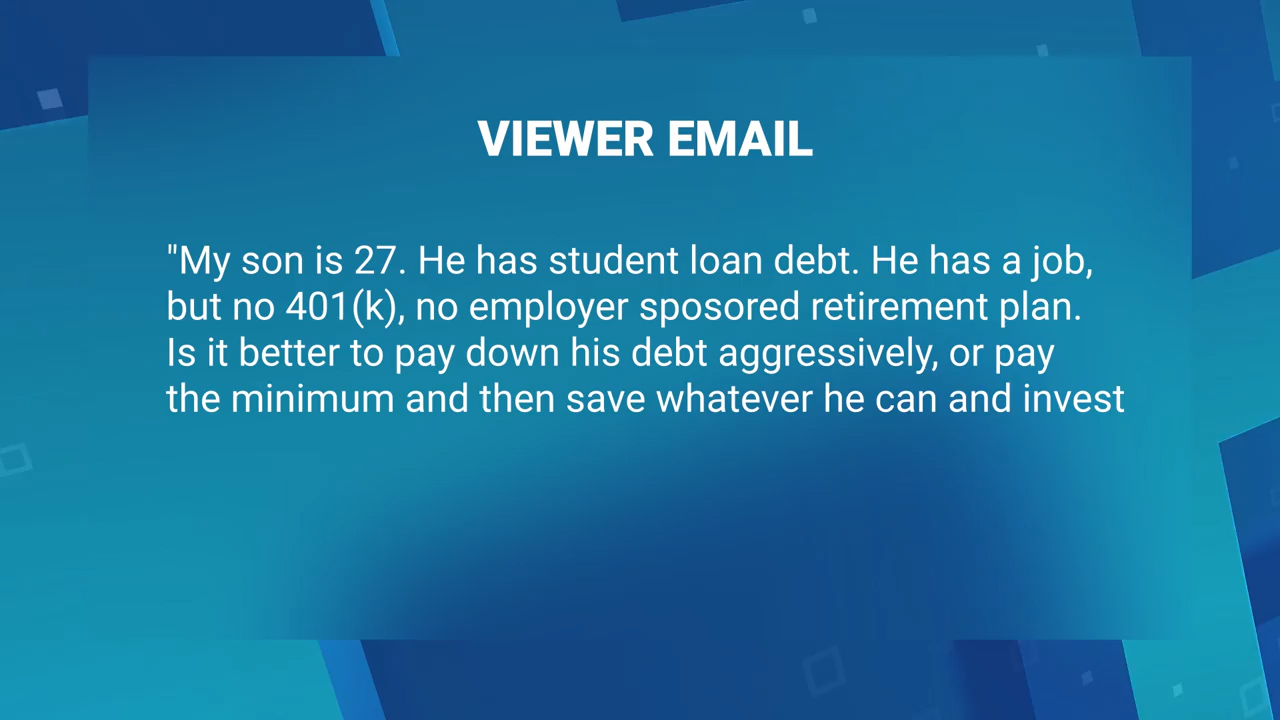 VIEWER EMAIL
"My son is 27. He has student loan debt. He has a job,
but no 401(k), no employer sposored retirement plan.
Is it better to pay down his debt aggressively, or pay
the minimum and then save whatever he can and invest